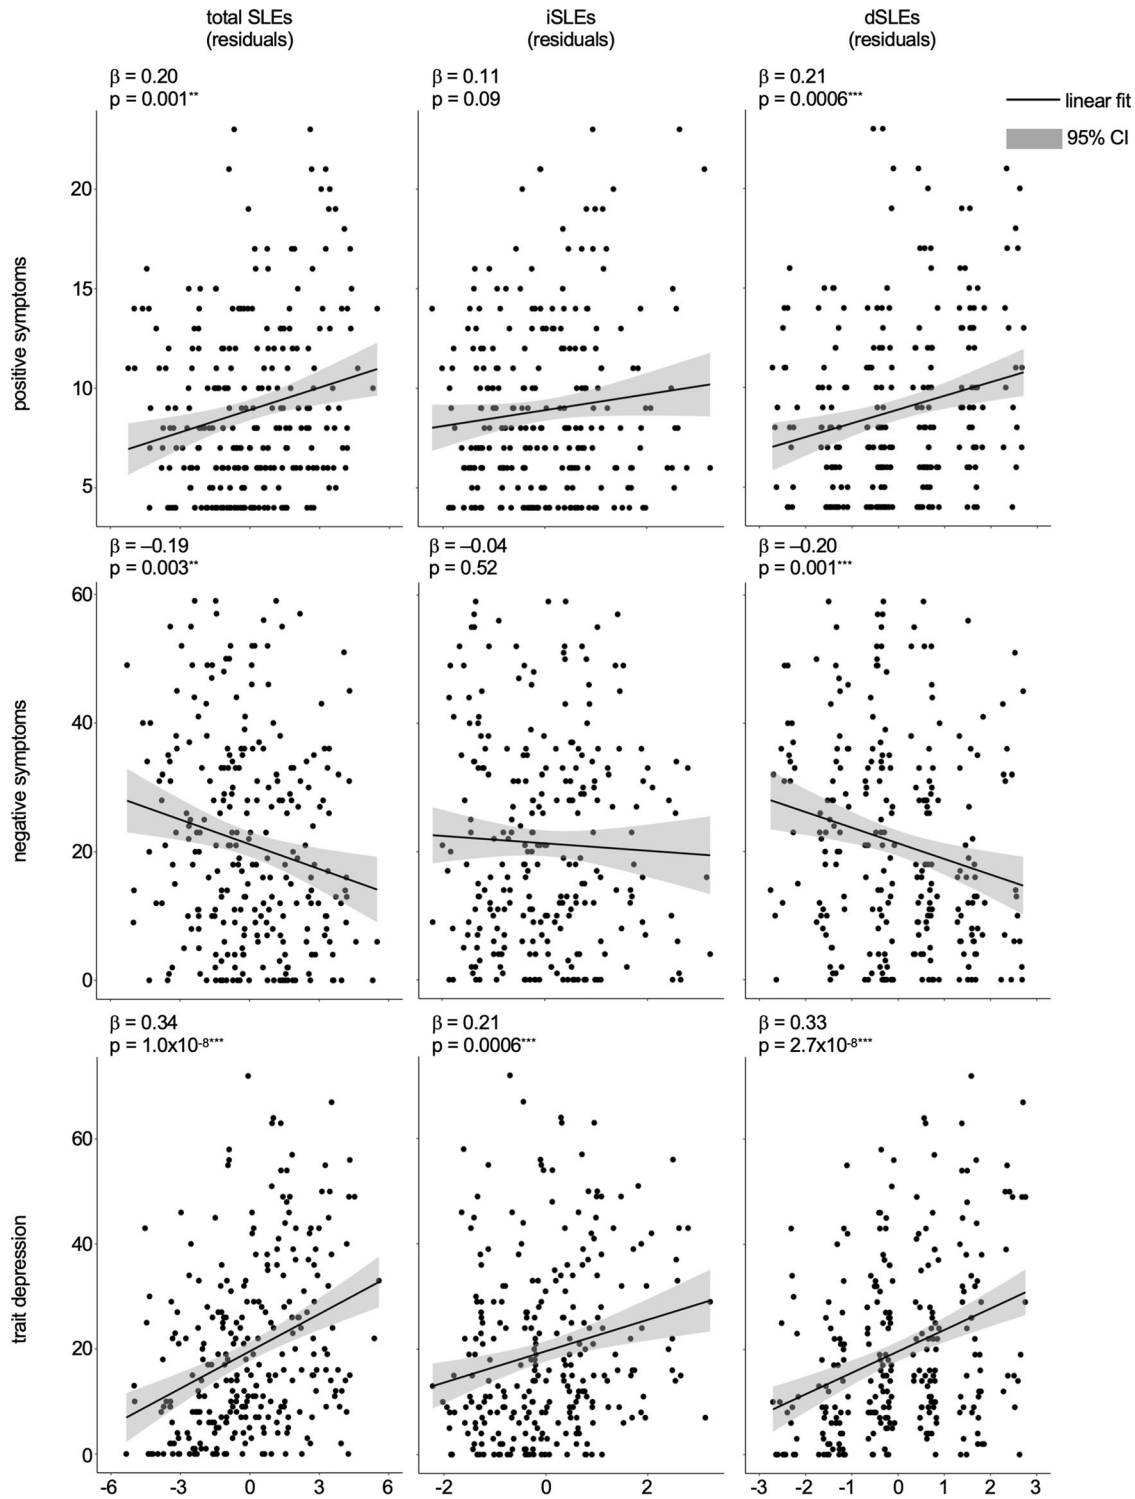 total SLEs
(residuals)
iSLEs
(residuals)
dSLEs
(residuals)
β = 0.20
p = 0.001**
β = 0.11
p = 0.09
β = 0.21
p = 0.0006***
linear fit
95% CI
positive symptoms
20
15
10
5
β = –0.19
p = 0.003**
β = –0.04
p = 0.52
β = –0.20
p = 0.001***
negative symptoms
60
40
20
0
β = 0.34
p = 1.0x10-8***
β = 0.21
p = 0.0006***
β = 0.33
p = 2.7x10-8***
trait depression
60
40
20
0
-6 -3 0 3 6
-2 0 2
-3 -2 -1 0 1 2 3